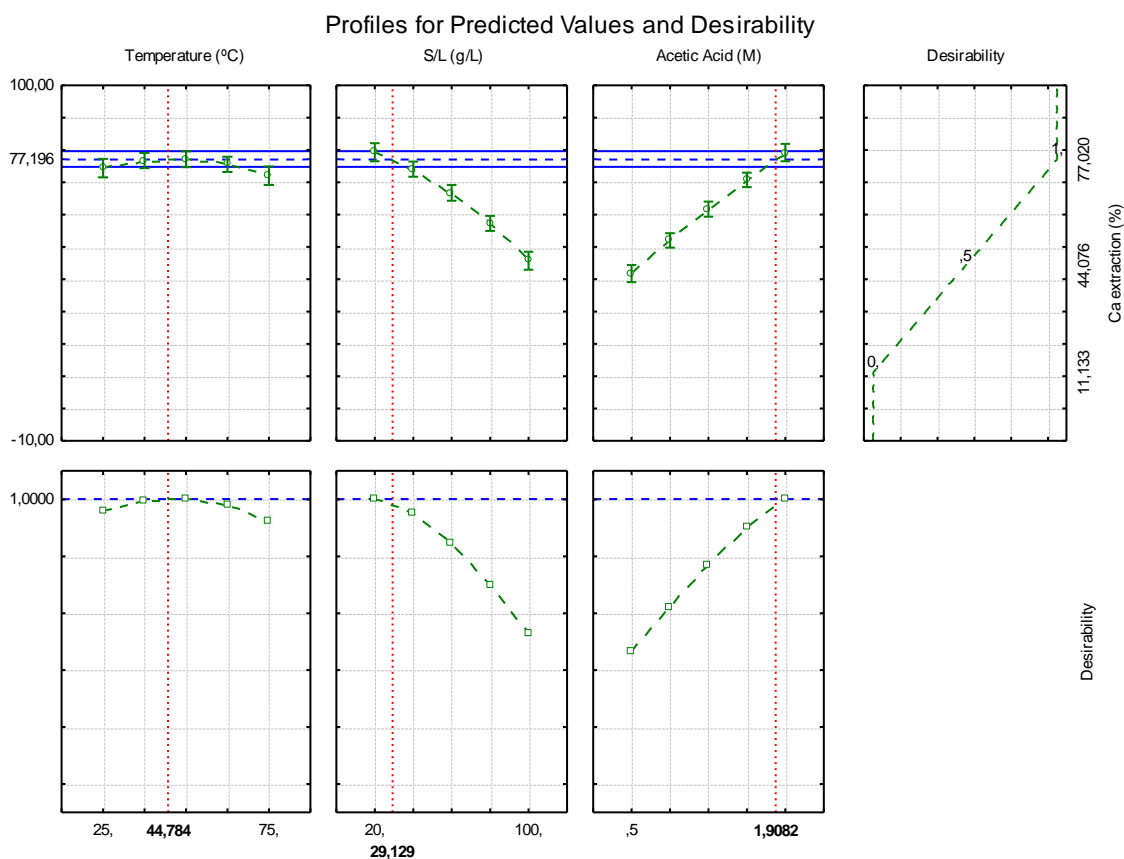 Profiles for Predicted Values and Desirability
Temperature (ºC)
S/L (g/L)
Acetic Acid (M)
Desirability
100,00
77,196
-10,00
1,
,5
0,
77,020
44,076
11,133
Ca extraction (%)
1,0000
Desirability
25,
44,784
75,
20,
29,129
100,
,5
1,9082